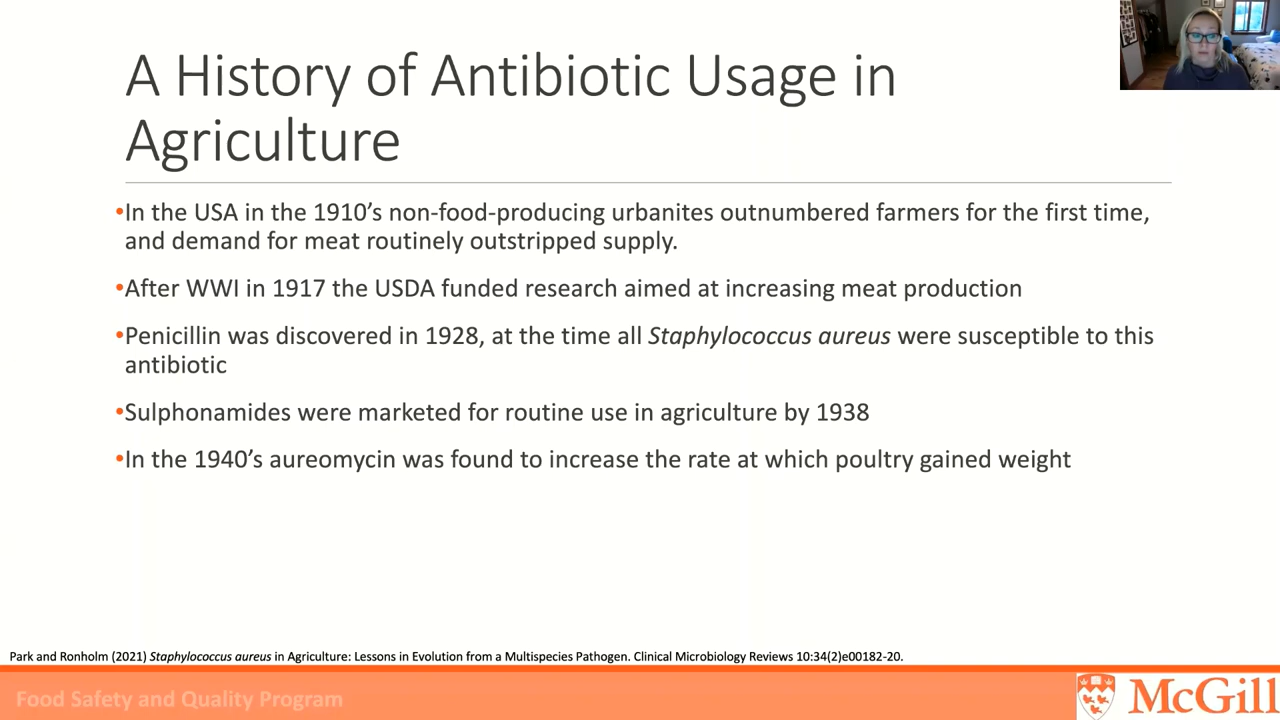 A History of Antibiotic Usage in
Agriculture
•In the USA in the 1910’s non-food-producing urbanites outnumbered farmers for the first time,
and demand for meat routinely outstripped supply.
•After WWI in 1917 the USDA funded research aimed at increasing meat production
•Penicillin was discovered in 1928, at the time all Staphylococcus aureus were susceptible to this
antibiotic
•Sulphonamides were marketed for routine use in agriculture by 1938
•In the 1940’s aureomycin was found to increase the rate at which poultry gained weight
Park and Ronholm (2021) Staphylococcus aureus in Agriculture: Lessons in Evolution from a Multispecies Pathogen. Clinical Microbiology Reviews 10:34(2)e00182-20.
Food Safety and Quality Program
McGill